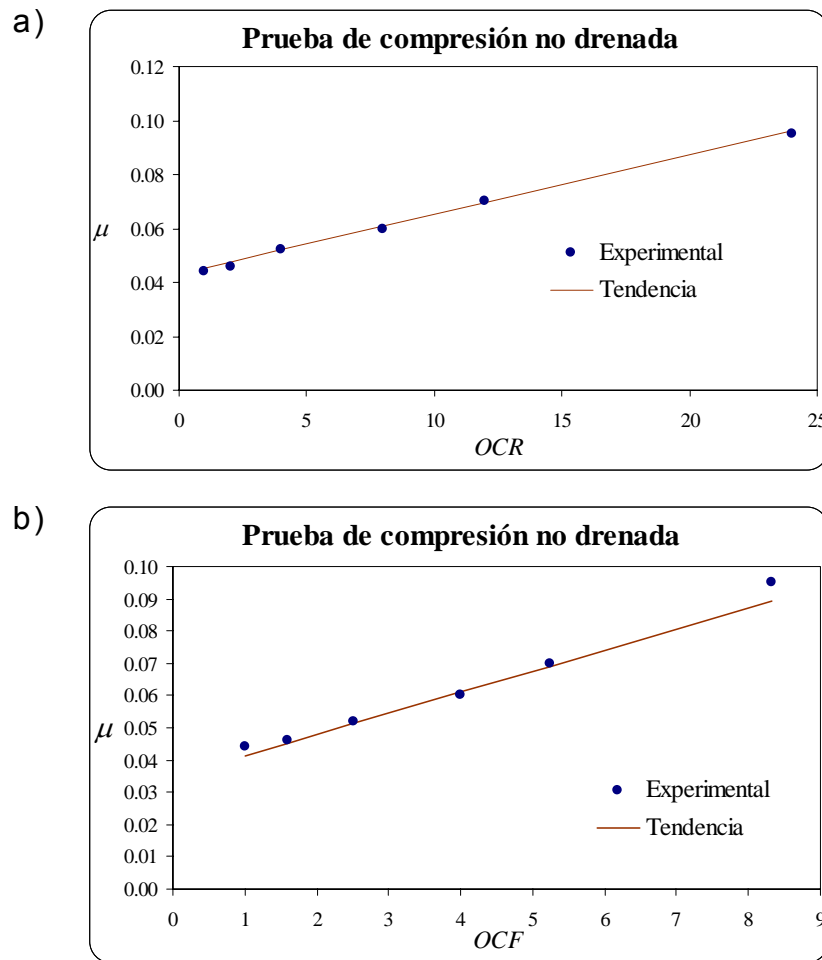 a)
Prueba de compresión no drenada
0.12
0.10
0.08
0.06
0.04
0.02
0.00
μ
Experimental
Tendencia
0 5 10 15 20 25
OCR
b)
Prueba de compresión no drenada
0.10
0.09
0.08
0.07
0.06
0.05
0.04
0.03
0.02
0.01
0.00
μ
Experimental
Tendencia
0 1 2 3 4 5 6 7 8 9
OCF